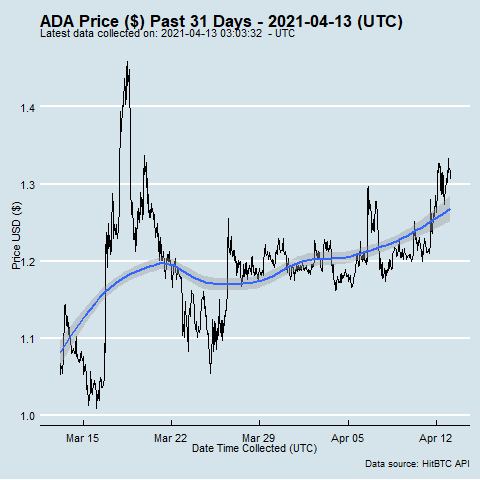 ADA Price ($) Past 31 Days - 2021-04-13 (UTC)
Latest data collected on: 2021-04-13 03:03:32 - UTC
Price USD ($)
1.4
1.3
1.2
1.1
1.0
Mar 15 Mar 22 Mar 29 Apr 05 Apr 12
Date Time Collected (UTC)
Data source: HitBTC API